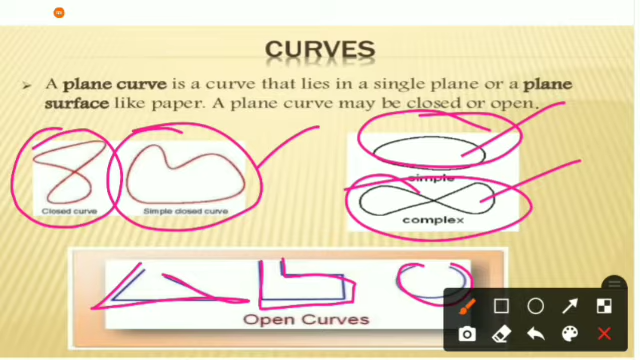 CURVES
A plane curve is a curve that lies in a single plane or a plane
surface like paper. A plane curve may be closed or open.
simple
Closed curve
Simple closed curve
complex
Open Curves